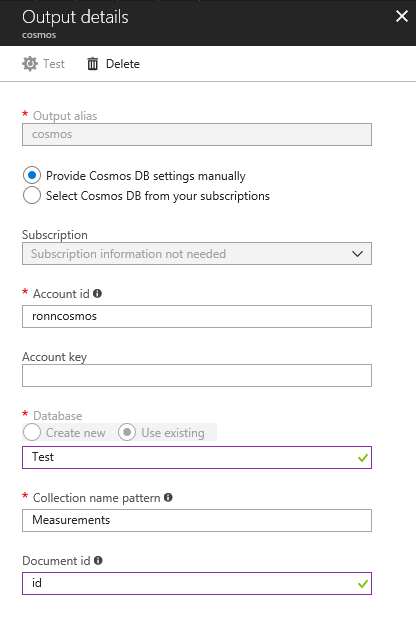 Output details
cosmos
Test Delete
* Output alias
cosmos
Provide Cosmos DB settings manually
Select Cosmos DB from your subscriptions
Subscription
Subscription information not needed
* Account id
ronncosmos
Account key
* Database
Create new Use existing
Test
* Collection name pattern
Measurements
Document id
id